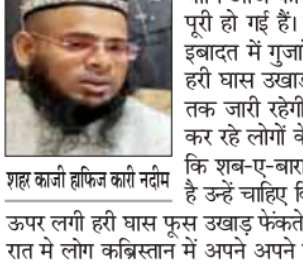 पूरी हो गई हैं।
इबादत में गुजा
हरी घास उखाड़
तक जारी रहेगी
कर रहे लोगों के
कि शब-ए-बारा
है उन्हें चाहिए
शहर काजी हाफिज कारी नदीम
ऊपर लगी हरी घास फूस उखाड़ फेंकत
रात मे लोग कब्रिस्तान में अपने अपने